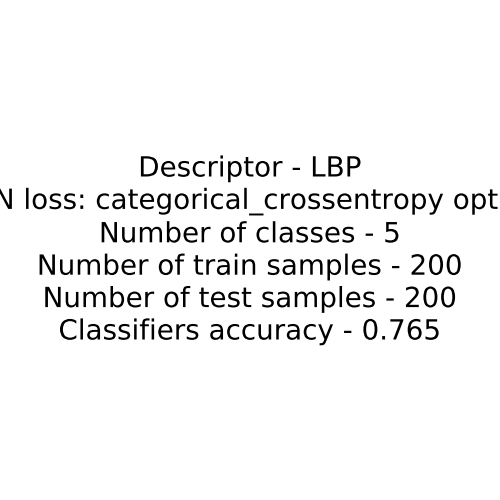 Descriptor - LBP
N loss: categorical_crossentropy opt
Number of classes - 5
Number of train samples - 200
Number of test samples - 200
Classifiers accuracy - 0.765